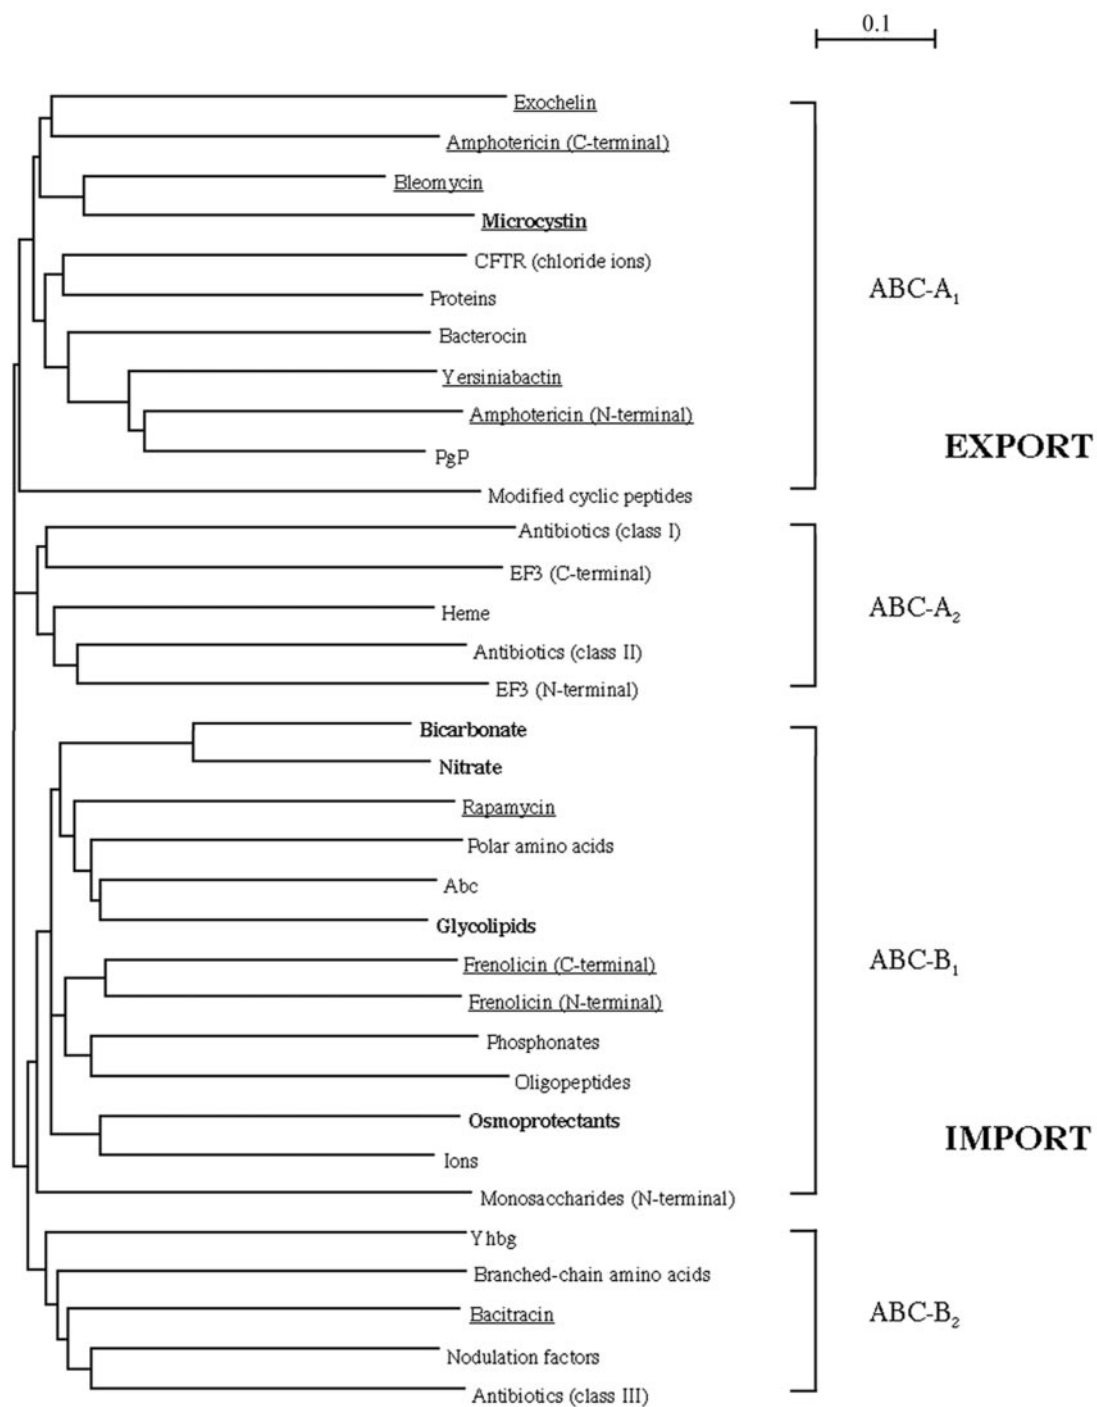 0.1
Exochelin
Amphotericin (C-terminal)
Bleomycin
Microcystin
CFTR (chloride ions)
ABC-A₁
Proteins
Bacterocin
Yersiniabactin
Amphotericin (N-terminal)
EXPORT
PgP
Modified cyclic peptides
Antibiotics (class I)
EF3 (C-terminal)
ABC-A₂
Heme
Antibiotics (class II)
EF3 (N-terminal)
Bicarbonate
Nitrate
Rapamycin
Polar amino acids
Abc
Glycolipids
ABC-B₁
Frenolicin (C-terminal)
Frenolicin (N-terminal)
Phosphonates
Oligopeptides
Osmoprotectants
IMPORT
Ions
Monosaccharides (N-terminal)
Yhbg
Branched-chain amino acids
ABC-B₂
Bacitracin
Nodulation factors
Antibiotics (class III)